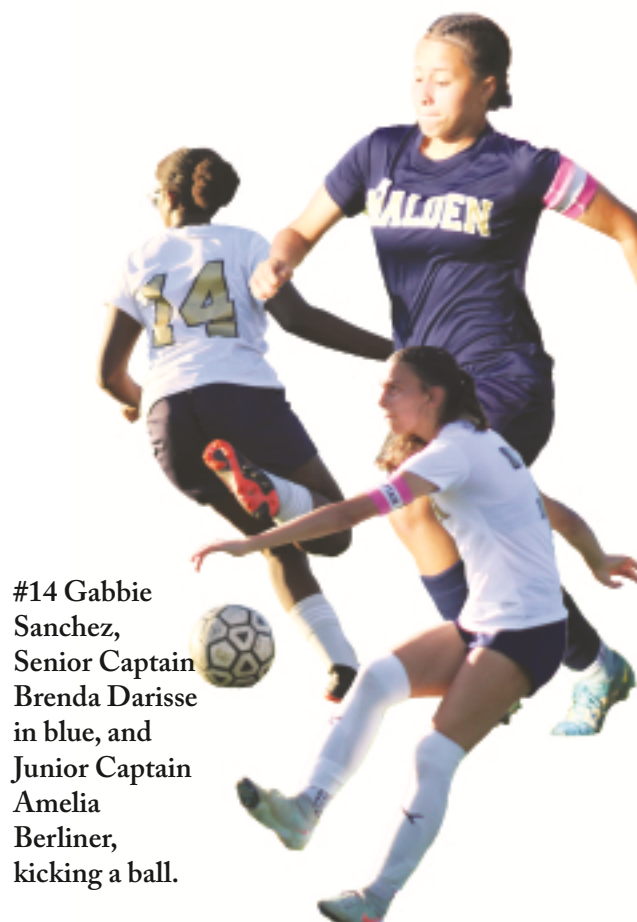 MALDEN
14
#14 Gabbie
Sanchez,
Senior Captain
Brenda Darisse
in blue, and
Junior Captain
Amelia
Berliner,
kicking a ball.